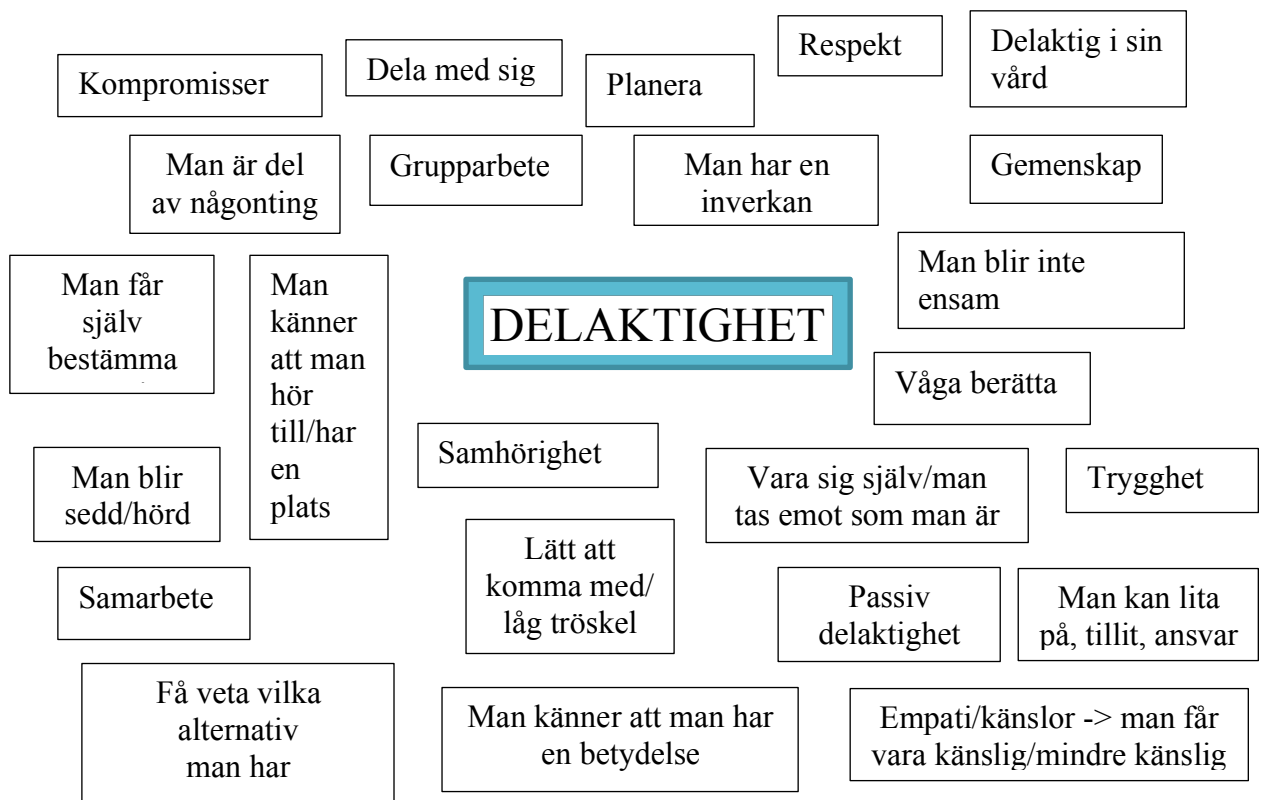 Kompromisser
Dela med sig
Planera
Respekt
Delaktig i sin
vård
Man är del
av någonting
Grupparbete
Man har en
inverkan
Gemenskap
Man får
själv
bestämma
Man
känner
att man
hör
till/har
en
plats
DELAKTIGHET
Man blir inte
ensam
Våga berätta
Man blir
sedd/hörd
Samhörighet
Vara sig själv/man
tas emot som man är
Trygghet
Samarbete
Lätt att
komma med/
låg tröskel
Passiv
delaktighet
Man kan lita
på, tillit, ansvar
Få veta vilka
alternativ
man har
Man känner att man har
en betydelse
Empati/känslor -> man får
vara känslig/mindre känslig